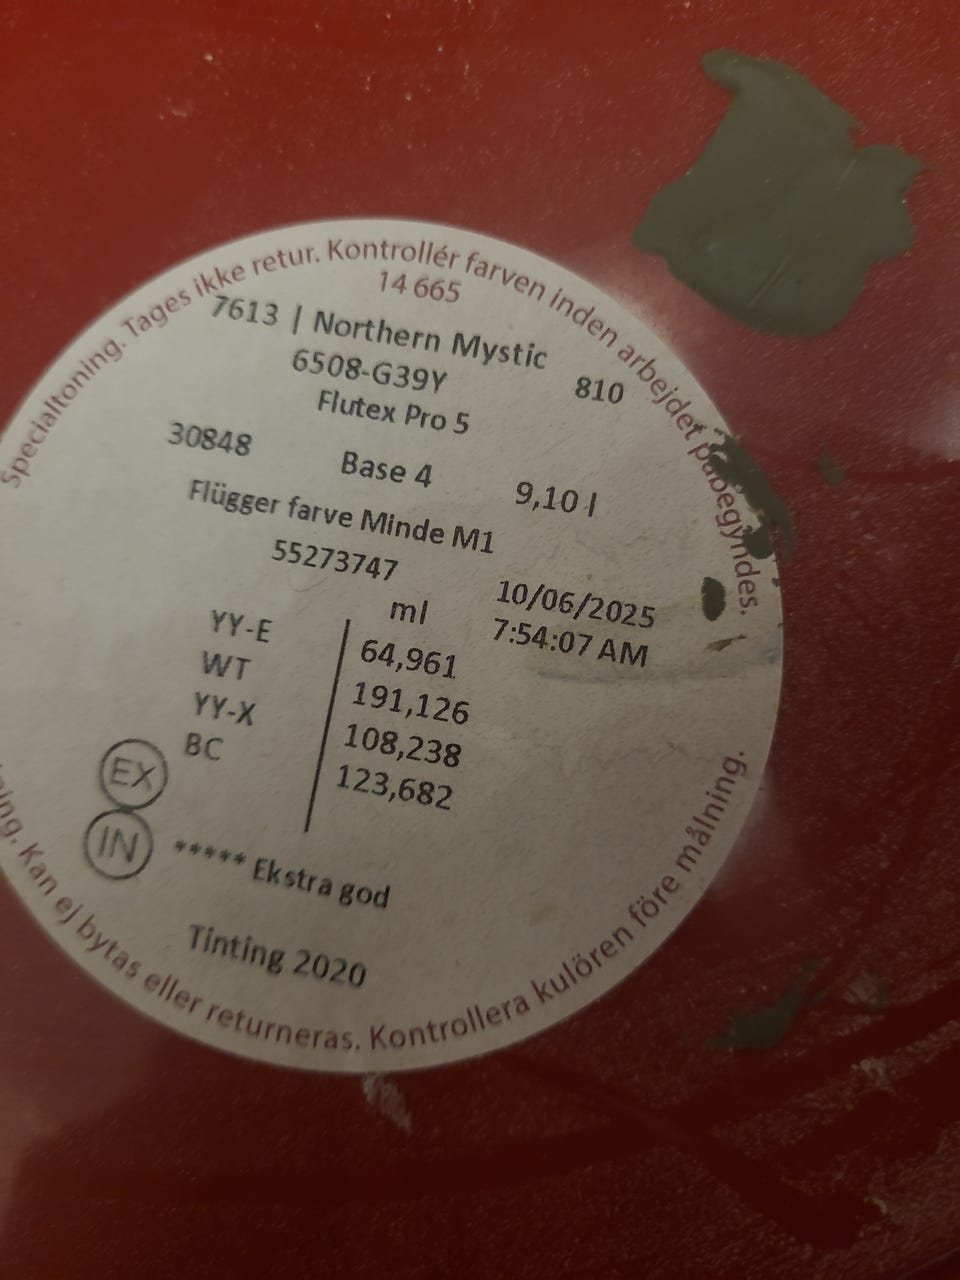 Specialtoning. Tages ikke retur. Kontrollér farven inden arbejdet påbegyndes.
14 665
7613 | Northern Mystic
6508-G39Y
810
Flutex Pro 5
30848
Base 4
9,10 l
Flügger farve Minde M1
55273747
10/06/2025
ml
7:54:07 AM
YY-E 64,961
WT 191,126
YY-X 108,238
BC 123,682
EX
IN
***** Ekstra god
Tinting 2020
Kan ej bytas eller returneras. Kontrollera kulören före målning.